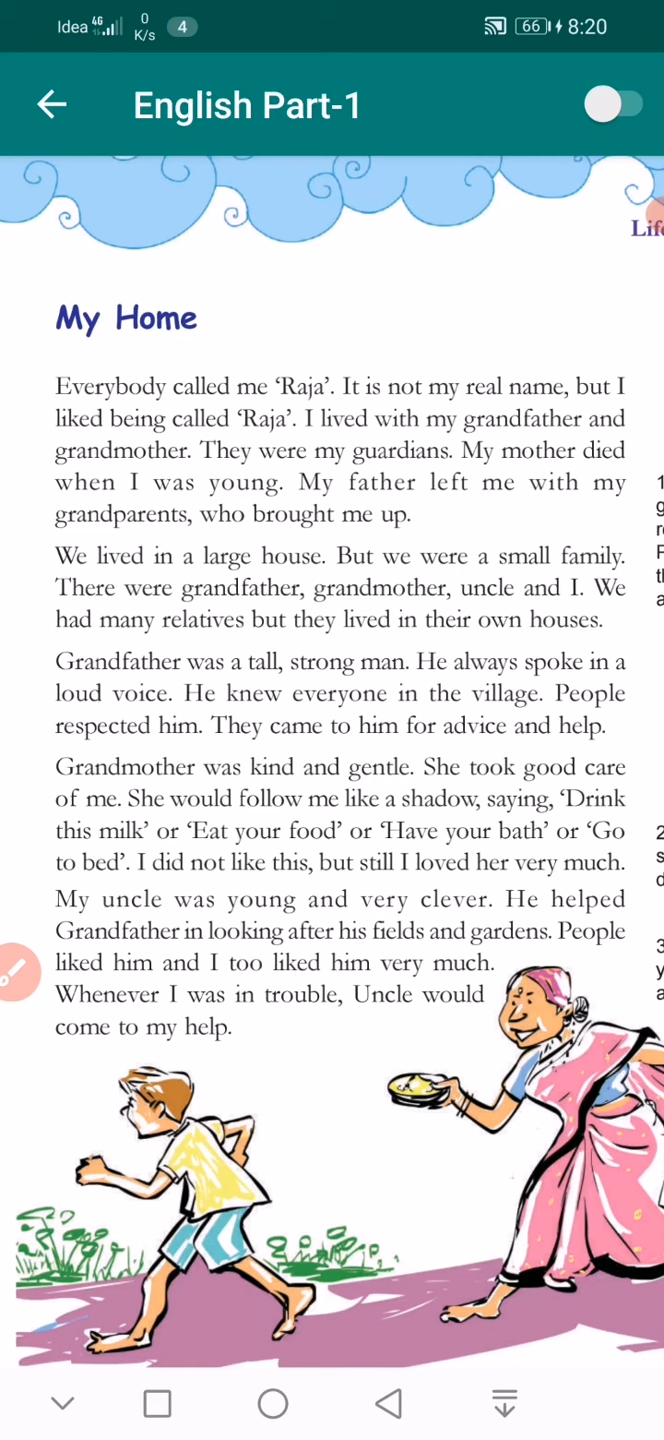 Idea 4G 0 K/s 4 66 8:20
English Part-1
My Home
Everybody called me ‘Raja’. It is not my real name, but I
liked being called ‘Raja’. I lived with my grandfather and
grandmother. They were my guardians. My mother died
when I was young. My father left me with my
grandparents, who brought me up.
We lived in a large house. But we were a small family.
There were grandfather, grandmother, uncle and I. We
had many relatives but they lived in their own houses.
Grandfather was a tall, strong man. He always spoke in a
loud voice. He knew everyone in the village. People
respected him. They came to him for advice and help.
Grandmother was kind and gentle. She took good care
of me. She would follow me like a shadow, saying, ‘Drink
this milk’ or ‘Eat your food’ or ‘Have your bath’ or ‘Go
to bed’. I did not like this, but still I loved her very much.
My uncle was young and very clever. He helped
Grandfather in looking after his fields and gardens. People
liked him and I too liked him very much.
Whenever I was in trouble, Uncle would
come to my help.